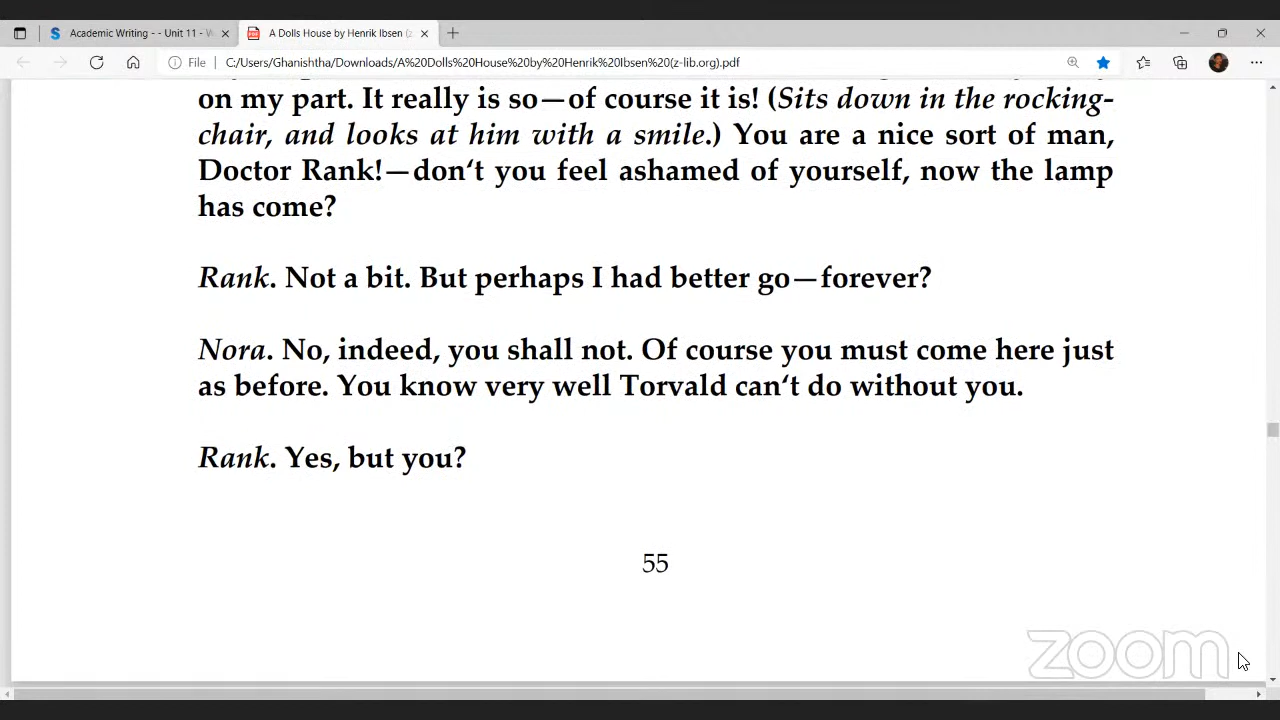 Academic Writing - - Unit 11 - W
A Dolls House by Henrik Ibsen (z
File
C:/Users/Ghanishtha/Downloads/A%20Dolls%20House%20by%20Henrik%20Ibsen%20(z-lib.org).pdf
on my part. It really is so—of course it is! (Sits down in the rocking-
chair, and looks at him with a smile.) You are a nice sort of man,
Doctor Rank!—don‘t you feel ashamed of yourself, now the lamp
has come?
Rank. Not a bit. But perhaps I had better go—forever?
Nora. No, indeed, you shall not. Of course you must come here just
as before. You know very well Torvald can‘t do without you.
Rank. Yes, but you?
55
zoom